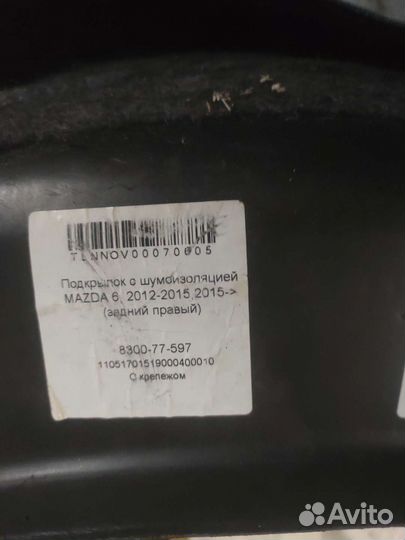 TLNNOV00070605
Подкрылок с шумоизоляцией
MAZDA 6, 2012-2015,2015->
(задний правый)
8300-77-597
11051701519000400010
С крепежом
Avito